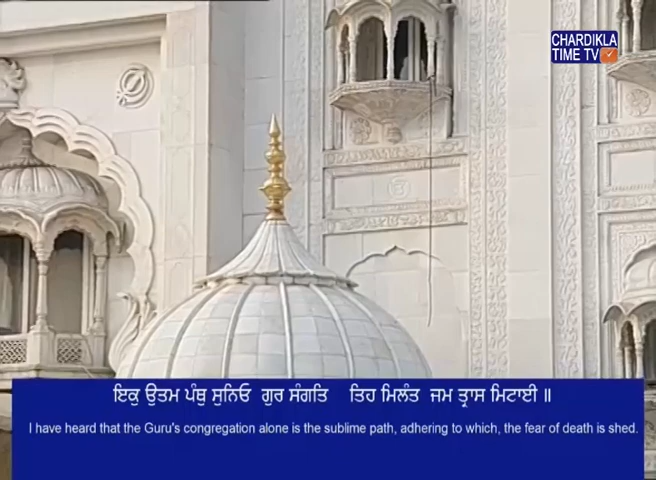 CHARDIKLA
TIME TV
ਇਕੁ ਉਤਮ ਪੰਥੁ ਸੁਨਿਓ ਗੁਰ ਸੰਗਤਿ ਤਿਹ ਮਿਲੰਤ ਜਮ ਤ੍ਰਾਸ ਮਿਟਾਈ ॥
I have heard that the Guru's congregation alone is the sublime path, adhering to which, the fear of death is shed.